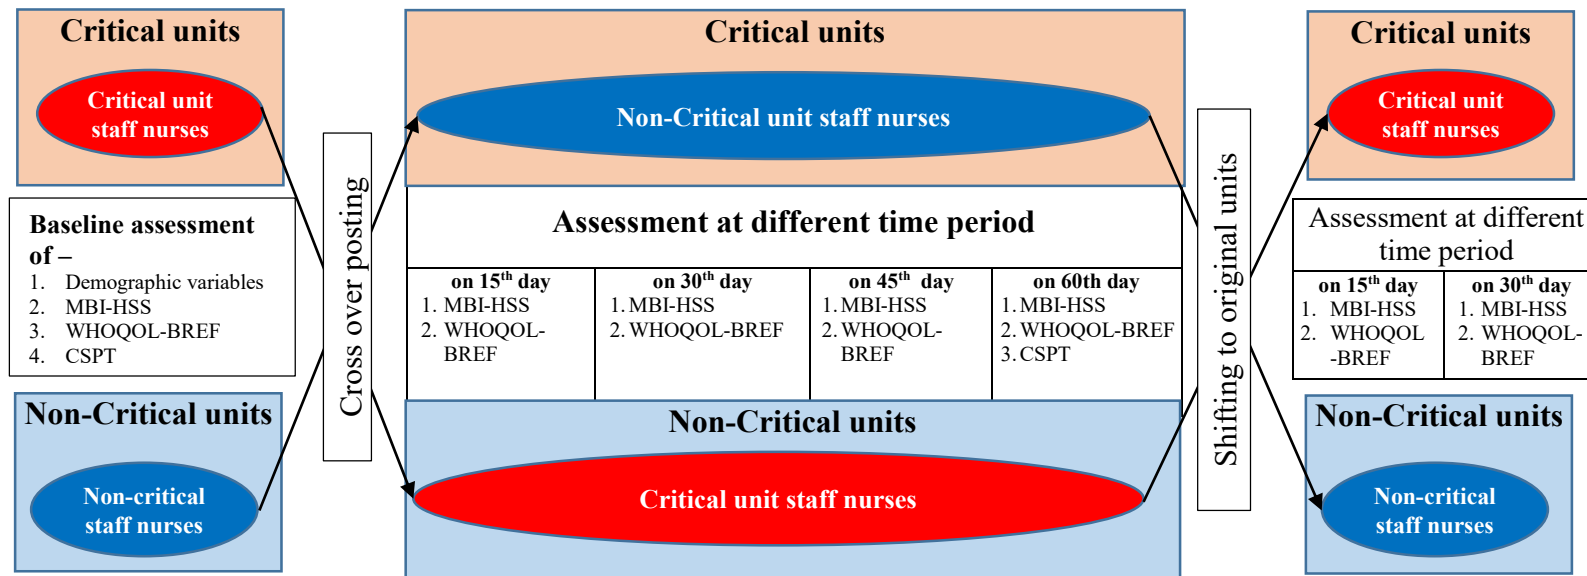 Critical units
Critical unit
staff nurses
Baseline assessment
of –
1. Demographic variables
2. MBI-HSS
3. WHOQOL-BREF
4. CSPT
Non-Critical units
Non-critical
staff nurses
Cross over posting
Critical units
Non-Critical unit staff nurses
Assessment at different time period
on 15th day
1. MBI-HSS
2. WHOQOL-
BREF
on 30th day
1. MBI-HSS
2. WHOQOL-BREF
on 45th day
1. MBI-HSS
2. WHOQOL-
BREF
on 60th day
1. MBI-HSS
2. WHOQOL-BREF
3. CSPT
Non-Critical units
Critical unit staff nurses
Shifting to original units
Critical units
Critical unit
staff nurses
Assessment at different
time period
on 15th day
1. MBI-HSS
2. WHOQOL
-BREF
on 30th day
1. MBI-HSS
2. WHOQOL-
BREF
Non-Critical units
Non-critical
staff nurses